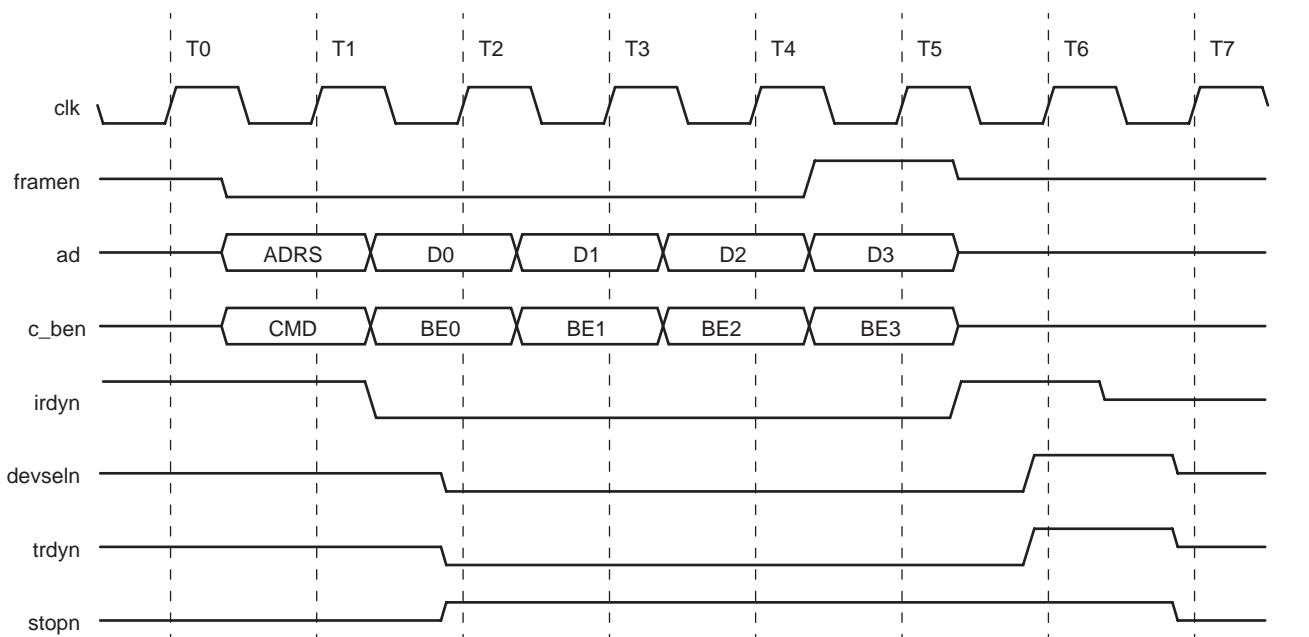 T0 T1 T2 T3 T4 T5 T6 T7
clk
framen
ad ADRS D0 D1 D2 D3
c_ben CMD BE0 BE1 BE2 BE3
irdyn
devseln
trdyn
stopn